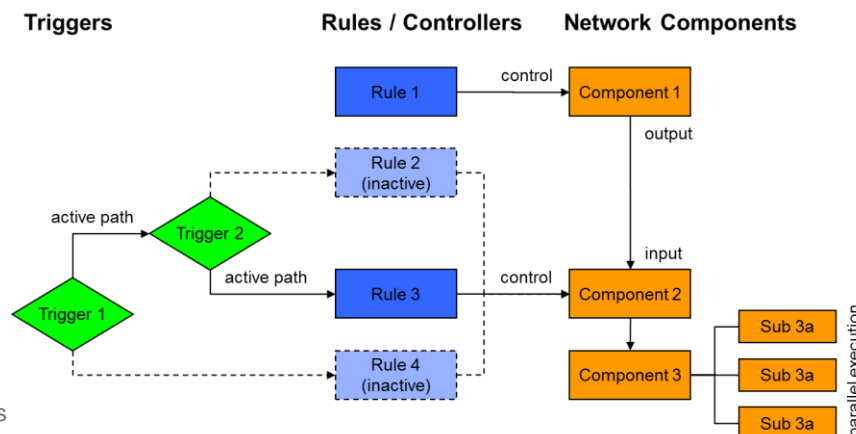 Triggers
Rules / Controllers
Network Components
Rule 1
control
Component 1
output
Rule 2
(inactive)
active path
Trigger 2
input
active path
Rule 3
control
Component 2
Trigger 1
Sub 3a
Rule 4
(inactive)
Component 3
Sub 3a
Sub 3a
parallel execution
s